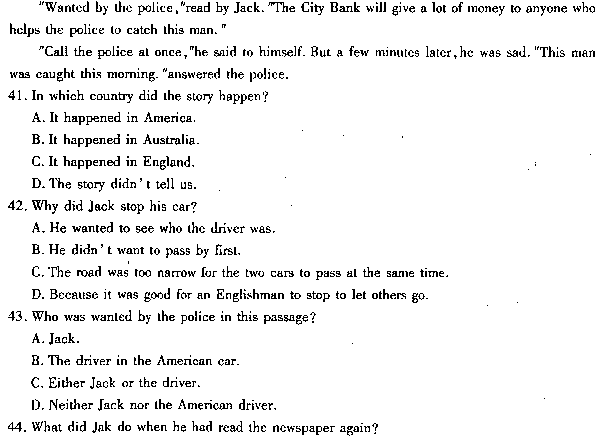 "Wanted by the police,"read by Jack. "The City Bank will give a lot of money to anyone who
helps the police to catch this man."
"Call the police at once,"he said to himself. But a few minutes later,he was sad. "This man
was caught this morning. "answered the police.
41. In which country did the story happen?
A. It happened in America.
B. It happened in Australia.
C. It happened in England.
D. The story didn't tell us.
42. Why did Jack stop his car?
A. He wanted to see who the driver was.
B. He didn't want to pass by first.
C. The road was too narrow for the two cars to pass at the same time.
D. Because it was good for an Englishman to stop to let others go.
43. Who was wanted by the police in this passage?
A. Jack.
B. The driver in the American car.
C. Either Jack or the driver.
D. Neither Jack nor the American driver.
44. What did Jak do when he had read the newspaper again?